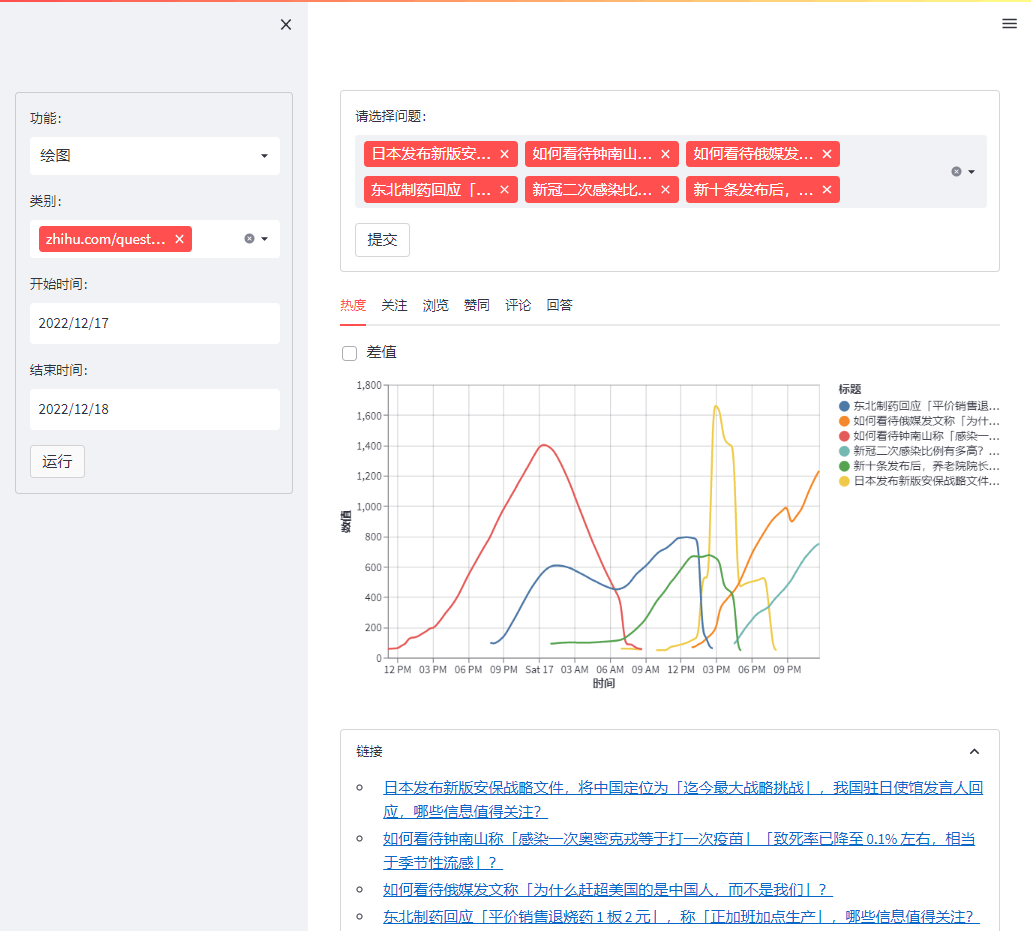 功能:
绘图
类别:
zhihu.com/quest...
开始时间:
2022/12/17
结束时间:
2022/12/18
运行
请选择问题:
日本发布新版安... 如何看待钟南山... 如何看待俄媒发...
东北制药回应「... 新冠二次感染比... 新十条发布后，...
提交
热度 关注 浏览 赞同 评论 回答
差值
1,800
1,600
1,400
1,200
1,000
800
600
400
200
0
数值
12 PM 03 PM 06 PM 09 PM Sat 17 03 AM 06 AM 09 AM 12 PM 03 PM 06 PM 09 PM
时间
标题
东北制药回应「平价销售退...
如何看待俄媒发文称「为什...
如何看待钟南山称「感染一...
新冠二次感染比例有多高？...
新十条发布后，养老院院长...
日本发布新版安保战略文件...
链接
日本发布新版安保战略文件，将中国定位为「迄今最大战略挑战」，我国驻日使馆发言人回
应，哪些信息值得关注？
如何看待钟南山称「感染一次奥密克戎等于打一次疫苗」「致死率已降至 0.1% 左右，相当
于季节性流感」？
如何看待俄媒发文称「为什么赶超美国的是中国人，而不是我们」？
东北制药回应「平价销售退烧药 1 板 2 元」，称「正加班加点生产」，哪些信息值得关注？